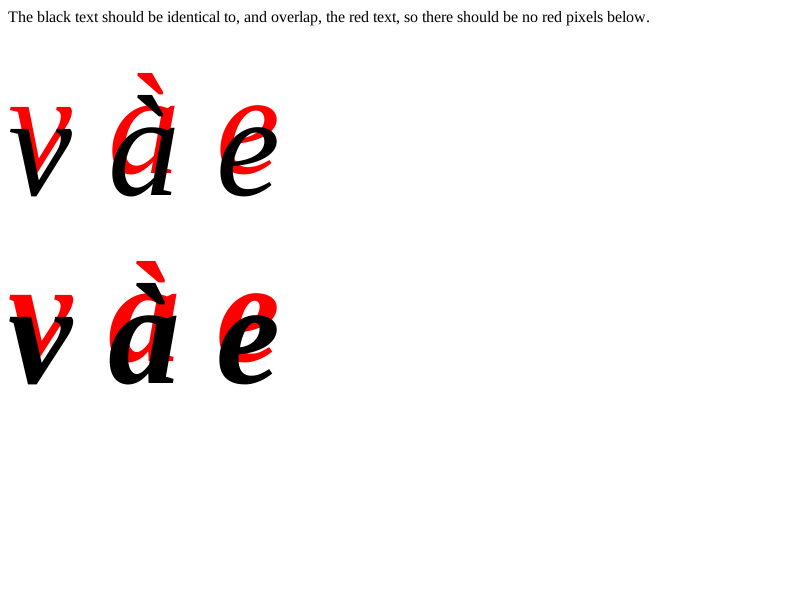 The black text should be identical to, and overlap, the red text, so there should be no red pixels below.
v à e
v à e
v à e
v à e